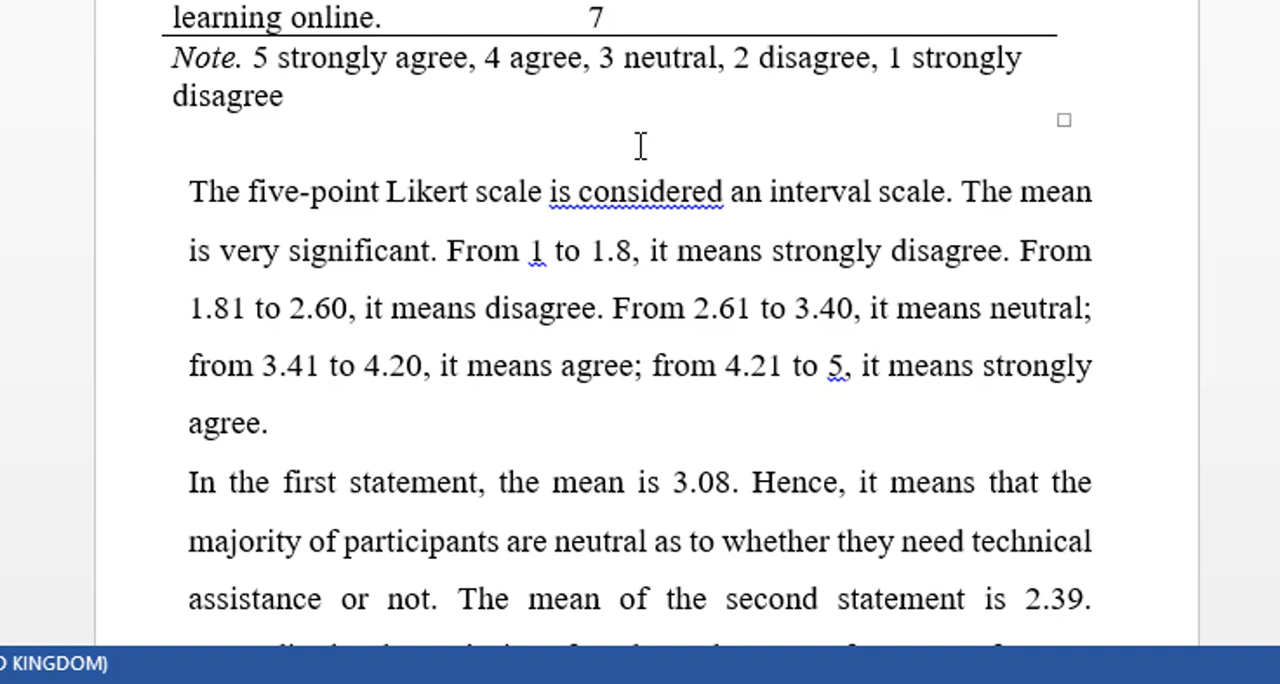 learning online. 7
Note. 5 strongly agree, 4 agree, 3 neutral, 2 disagree, 1 strongly
disagree
The five-point Likert scale is considered an interval scale. The mean
is very significant. From 1 to 1.8, it means strongly disagree. From
1.81 to 2.60, it means disagree. From 2.61 to 3.40, it means neutral;
from 3.41 to 4.20, it means agree; from 4.21 to 5, it means strongly
agree.
In the first statement, the mean is 3.08. Hence, it means that the
majority of participants are neutral as to whether they need technical
assistance or not. The mean of the second statement is 2.39.
KINGDOM)